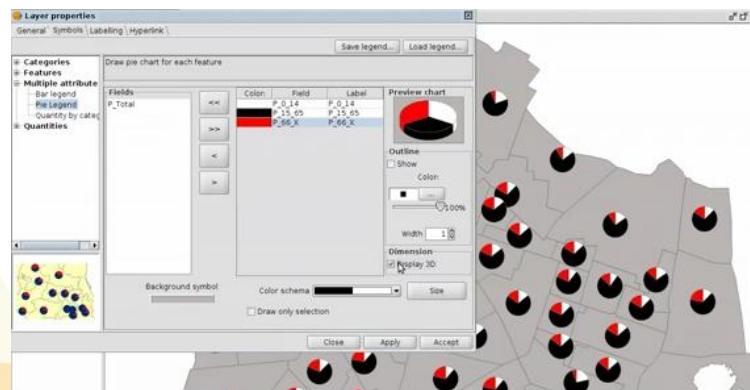 Layer properties
General Symbols Labelling Hyperlink
Save legend... Load legend...
Categories
Features
Multiple attribute
Bar legend
Pie Legend
Quantity by categ
Quantities
Draw pie chart for each feature
Fields
P_Total
<<
>>
<
>
Color Field Label
P_0_14 P_0_14
P_15_65 P_15_65
P_66_X P_66_X
Preview chart
Outline
Show
Color:
...
100%
Width 1
Dimension
Display 3D
Background symbol
Color schema
Size
Draw only selection
Close Apply Accept